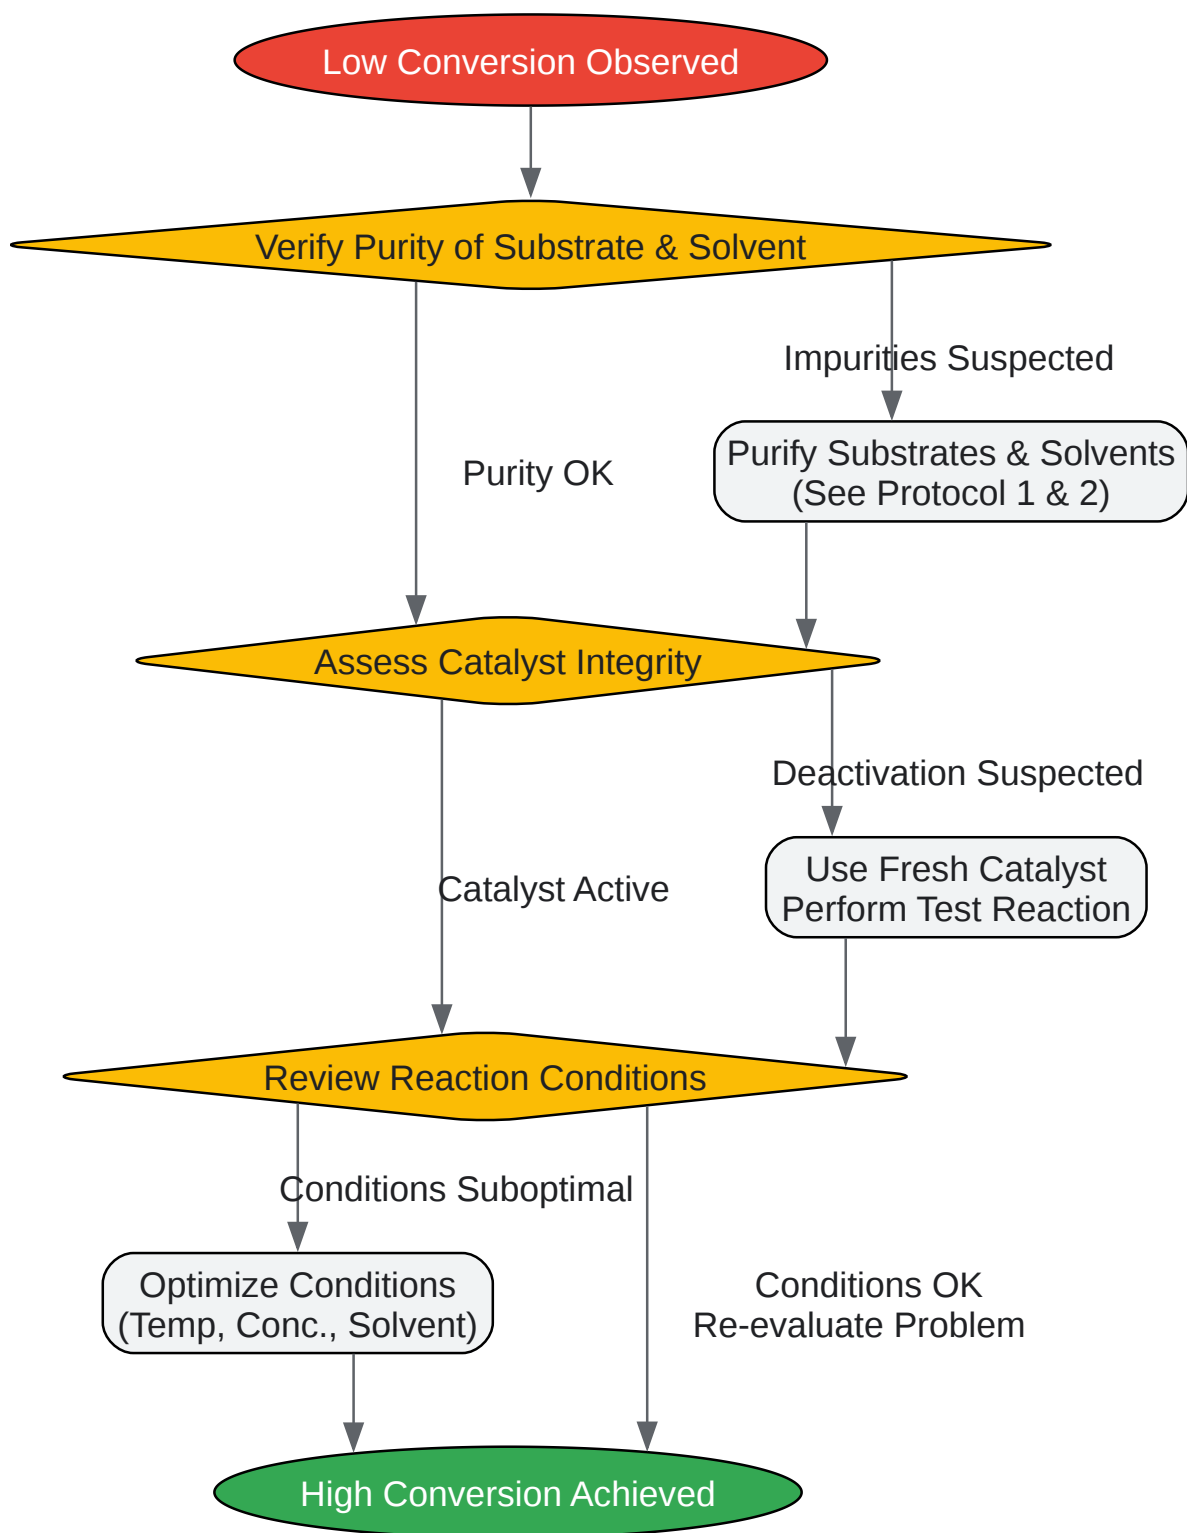 Low Conversion Observed
Verify Purity of Substrate & Solvent
Impurities Suspected
Purify Substrates & Solvents
(See Protocol 1 & 2)
Purity OK
Assess Catalyst Integrity
Deactivation Suspected
Use Fresh Catalyst
Perform Test Reaction
Catalyst Active
Review Reaction Conditions
Conditions Suboptimal
Optimize Conditions
(Temp, Conc., Solvent)
Conditions OK
Re-evaluate Problem
High Conversion Achieved